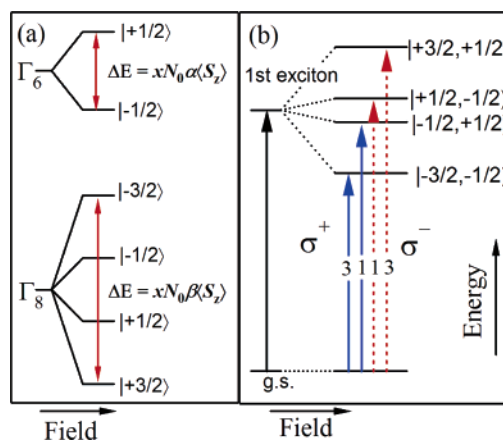 (a)
|+1/2⟩
Γ6
ΔE = xN0α⟨Sz⟩
|-1/2⟩
|-3/2⟩
|-1/2⟩
Γ8
ΔE = xN0β⟨Sz⟩
|+1/2⟩
|+3/2⟩
Field
(b)
|+3/2,+1/2⟩
1st exciton
|+1/2,-1/2⟩
|-1/2,+1/2⟩
|-3/2,-1/2⟩
σ+ σ−
3 1 1 3
g.s.
Field
Energy